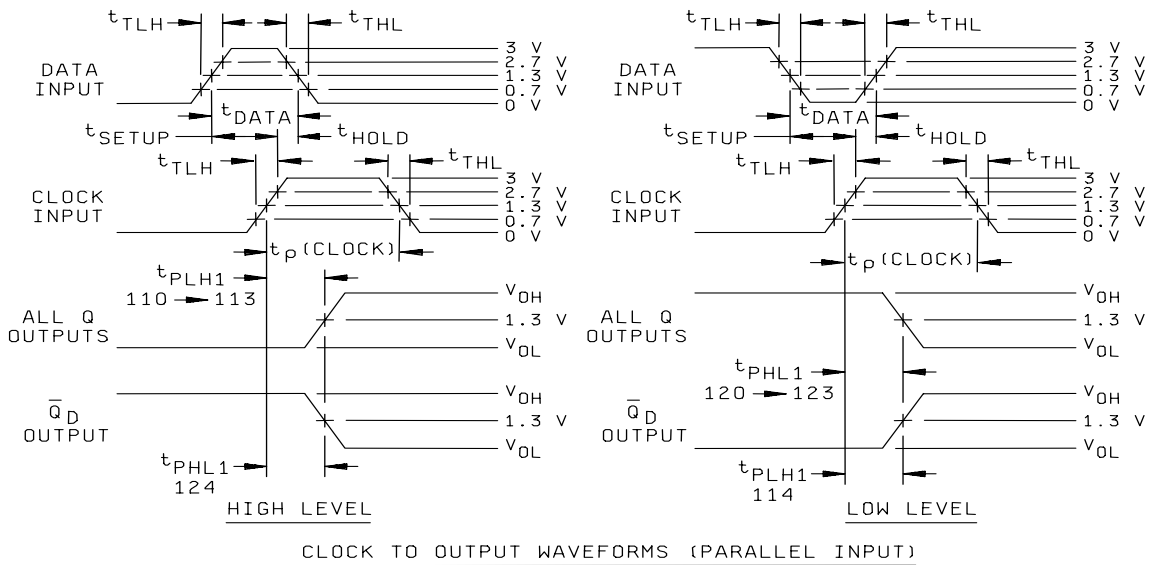 tTLH tTHL
DATA INPUT
3 V
2.7 V
1.3 V
0.7 V
0 V
tDATA
tSETUP tHOLD
tTLH tTHL
CLOCK INPUT
3 V
2.7 V
1.3 V
0.7 V
0 V
tp (CLOCK)
tPLH1
110 → 113
ALL Q OUTPUTS
VOH
1.3 V
VOL
Q̅D OUTPUT
VOH
1.3 V
VOL
tPHL1
124
HIGH LEVEL
tTLH tTHL
DATA INPUT
3 V
2.7 V
1.3 V
0.7 V
0 V
tDATA
tSETUP tHOLD
tTLH tTHL
CLOCK INPUT
3 V
2.7 V
1.3 V
0.7 V
0 V
tp (CLOCK)
ALL Q OUTPUTS
VOH
1.3 V
VOL
tPHL1
120 → 123
Q̅D OUTPUT
VOH
1.3 V
VOL
tPLH1
114
LOW LEVEL
CLOCK TO OUTPUT WAVEFORMS (PARALLEL INPUT)